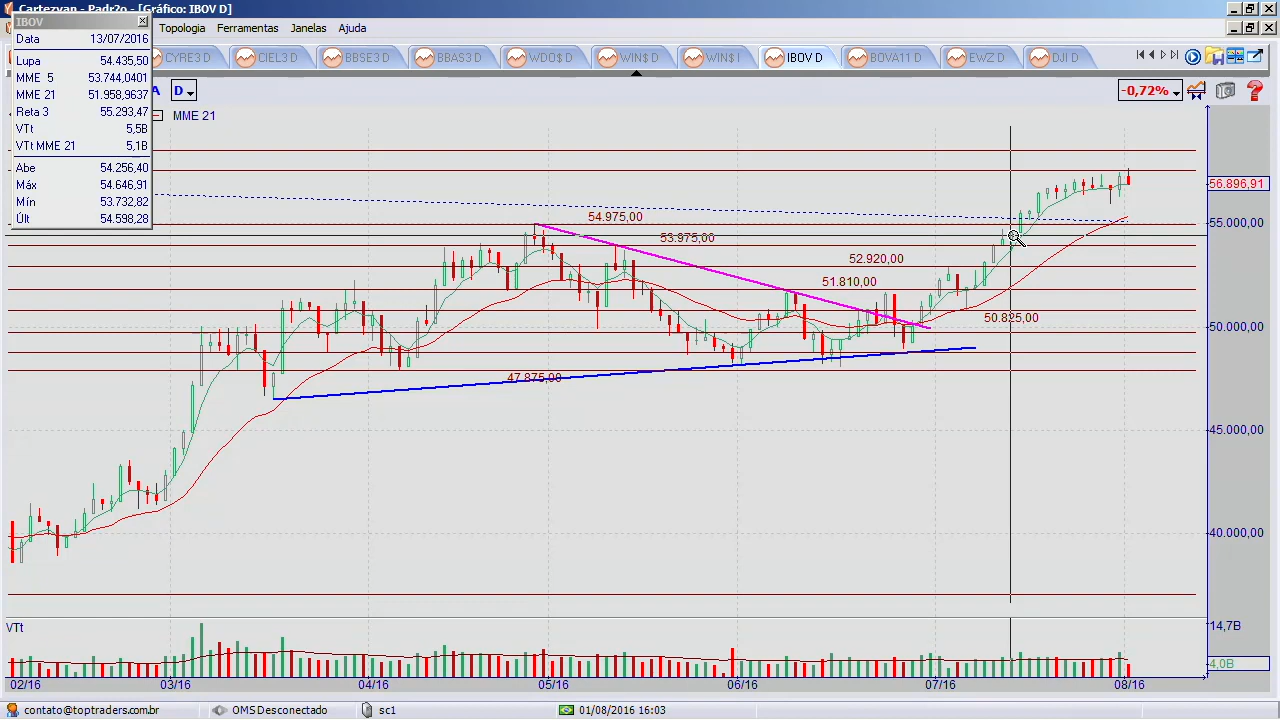 Cartezyan - Padr?o - [Gráfico: IBOV D]
Topologia Ferramentas Janelas Ajuda
IBOV
Data 13/07/2016
Lupa 54.435,50
MME 5 53.744,0401
MME 21 51.958,9637
Reta 3 55.293,47
VTt 5,5B
VTt MME 21 5,1B
Abe 54.256,40
Máx 54.646,91
Mín 53.732,82
Últ 54.598,28
CYRE3 D CIEL3 D BBSE3 D BBAS3 D WDO$ D WIN$ D WIN$ I IBOV D BOVA11 D EWZ D DJI D
A D -0,72%
MME 21
56.896,91
55.000,00
50.000,00
45.000,00
40.000,00
54.975,00
53.975,00
52.920,00
51.810,00
50.825,00
47.875,00
VTt 14,7B
4,0B
02/16 03/16 04/16 05/16 06/16 07/16 08/16
contato@toptraders.com.br OMS Desconectado sc1 01/08/2016 16:03